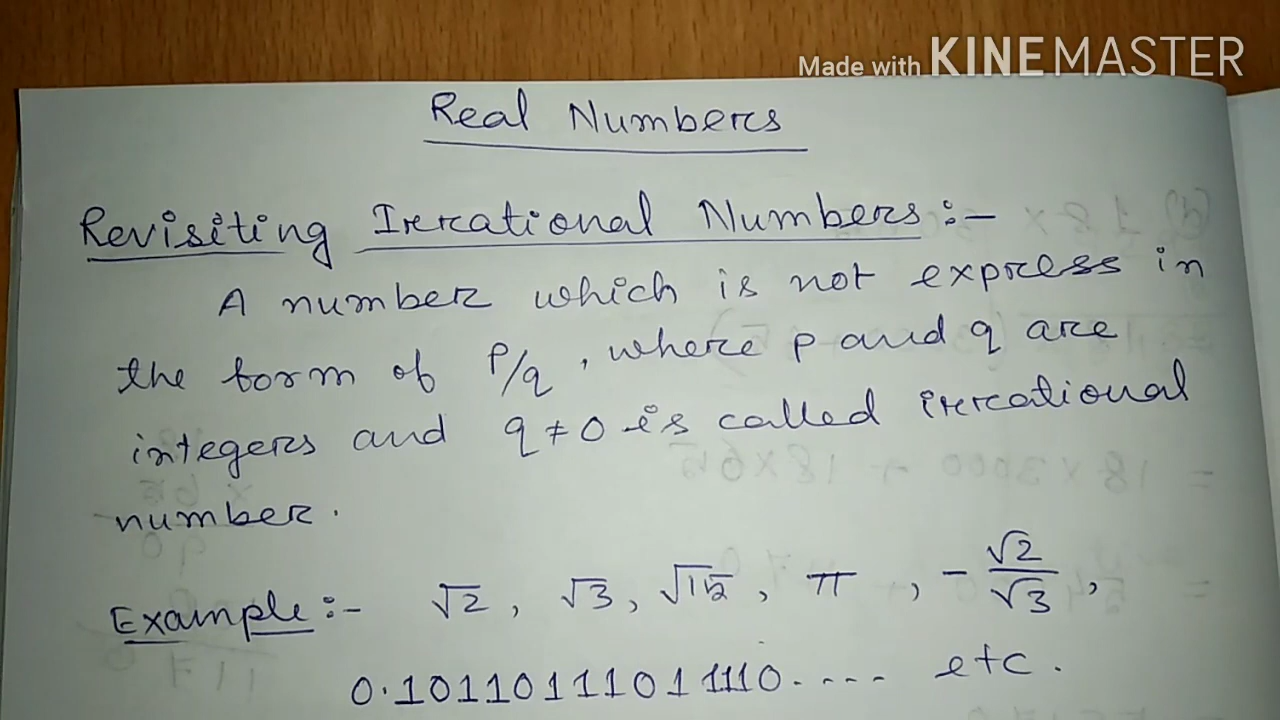 Made with KINEMASTER
Real Numbers
Revisiting Irrational Numbers :-
A number which is not express in
the form of P/q , where p and q are
integers and q ≠ 0 is called irrational
number.
Example :- √2 , √3 , √15 , π , - √2/√3 ,
0.10110111011110.... etc.